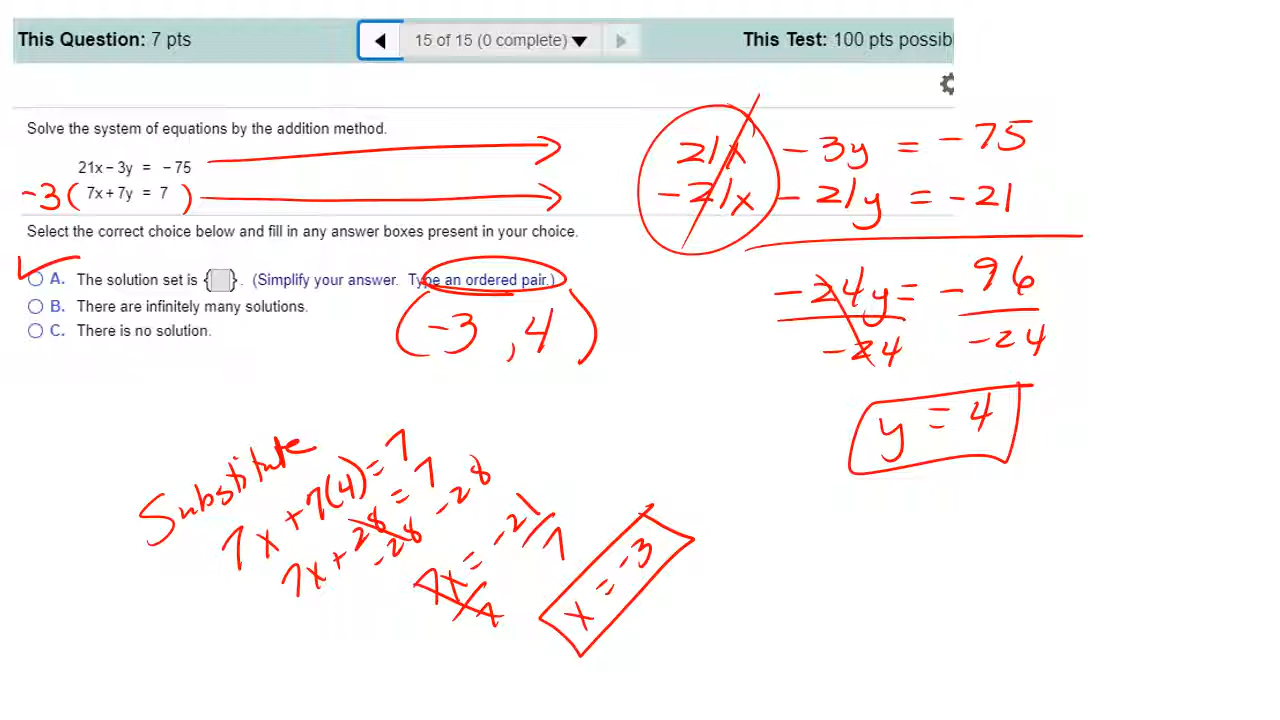 This Question: 7 pts
15 of 15 (0 complete)
This Test: 100 pts possib
Solve the system of equations by the addition method.
21x – 3y = – 75
-3( 7x + 7y = 7 )
Select the correct choice below and fill in any answer boxes present in your choice.
A. The solution set is { }. (Simplify your answer. Type an ordered pair.)
B. There are infinitely many solutions.
C. There is no solution.
(-3, 4)
21x - 3y = -75
-21x - 21y = -21
-24y = -96
-24 -24
y = 4
Substitute
7x + 7(4) = 7
7x + 28 = 7
-28 -28
7x = -21
/7 /7
x = -3